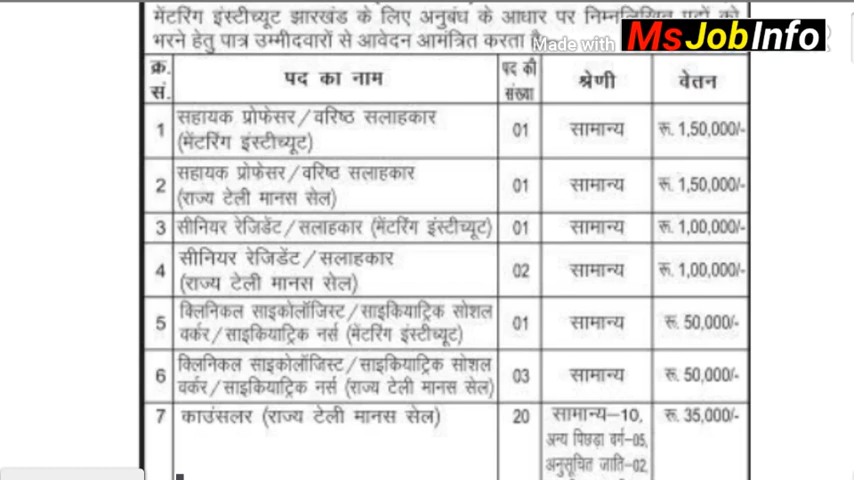 मेंटरिंग इंस्टीच्यूट झारखंड के लिए अनुबंध के आधार पर निम्नलिखित पदों को
भरने हेतु पात्र उम्मीदवारों से आवेदन आमंत्रित करता है
Made with
MsJobInfo
क्र. सं. पद का नाम पद की संख्या श्रेणी वेतन
1 सहायक प्रोफेसर/वरिष्ठ सलाहकार
(मेंटरिंग इंस्टीच्यूट) 01 सामान्य रू. 1,50,000/-
2 सहायक प्रोफेसर/वरिष्ठ सलाहकार
(राज्य टेली मानस सेल) 01 सामान्य रू. 1,50,000/-
3 सीनियर रेजिडेंट/सलाहकार (मेंटरिंग इंस्टीच्यूट) 01 सामान्य रू. 1,00,000/-
4 सीनियर रेजिडेंट/सलाहकार
(राज्य टेली मानस सेल) 02 सामान्य रू. 1,00,000/-
5 क्लिनिकल साइकोलॉजिस्ट/साइकियाट्रिक सोशल
वर्कर/साइकियाट्रिक नर्स (मेंटरिंग इंस्टीच्यूट) 01 सामान्य रू. 50,000/-
6 क्लिनिकल साइकोलॉजिस्ट/साइकियाट्रिक सोशल
वर्कर/साइकियाट्रिक नर्स (राज्य टेली मानस सेल) 03 सामान्य रू. 50,000/-
7 काउंसलर (राज्य टेली मानस सेल) 20 सामान्य-10, रू. 35,000/-
अन्य पिछड़ा वर्ग-05,
अनुसूचित जाति-02,